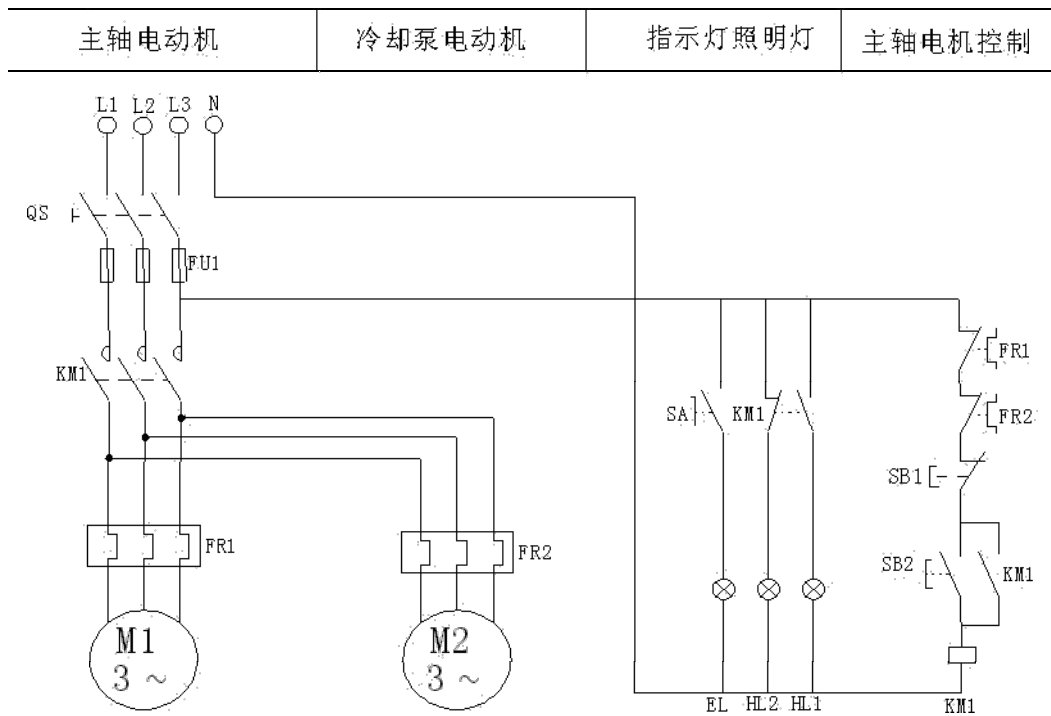 主轴电动机 冷却泵电动机 指示灯照明灯 主轴电机控制
L1 L2 L3 N
QS
FU1
FR1
KM1
SA KM1 FR2
SB1
FR1 FR2
SB2 KM1
M1 M2
3~ 3~
EL HL2 HL1 KM1